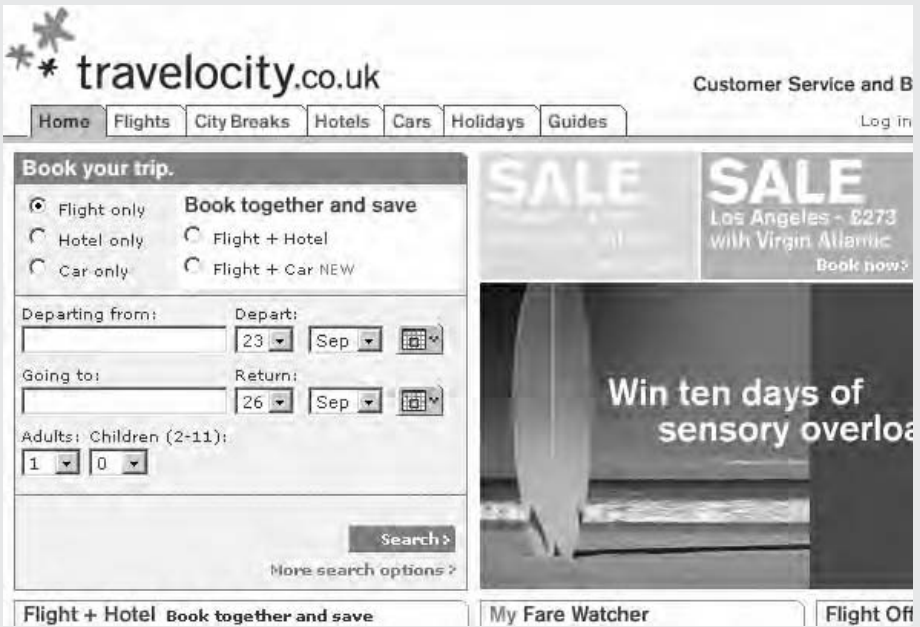 travelocity.co.uk
Customer Service and B
Home Flights City Breaks Hotels Cars Holidays Guides
Log in
Book your trip.
Flight only
Hotel only
Car only
Book together and save
Flight + Hotel
Flight + Car NEW
Departing from:
Depart:
23 Sep
Going to:
Return:
26 Sep
Adults: Children (2-11):
1 0
Search >
More search options >
SALE
SALE
Los Angeles - £273
with Virgin Atlantic
Book now>
Win ten days of
sensory overloa
Flight + Hotel Book together and save
My Fare Watcher
Flight Off